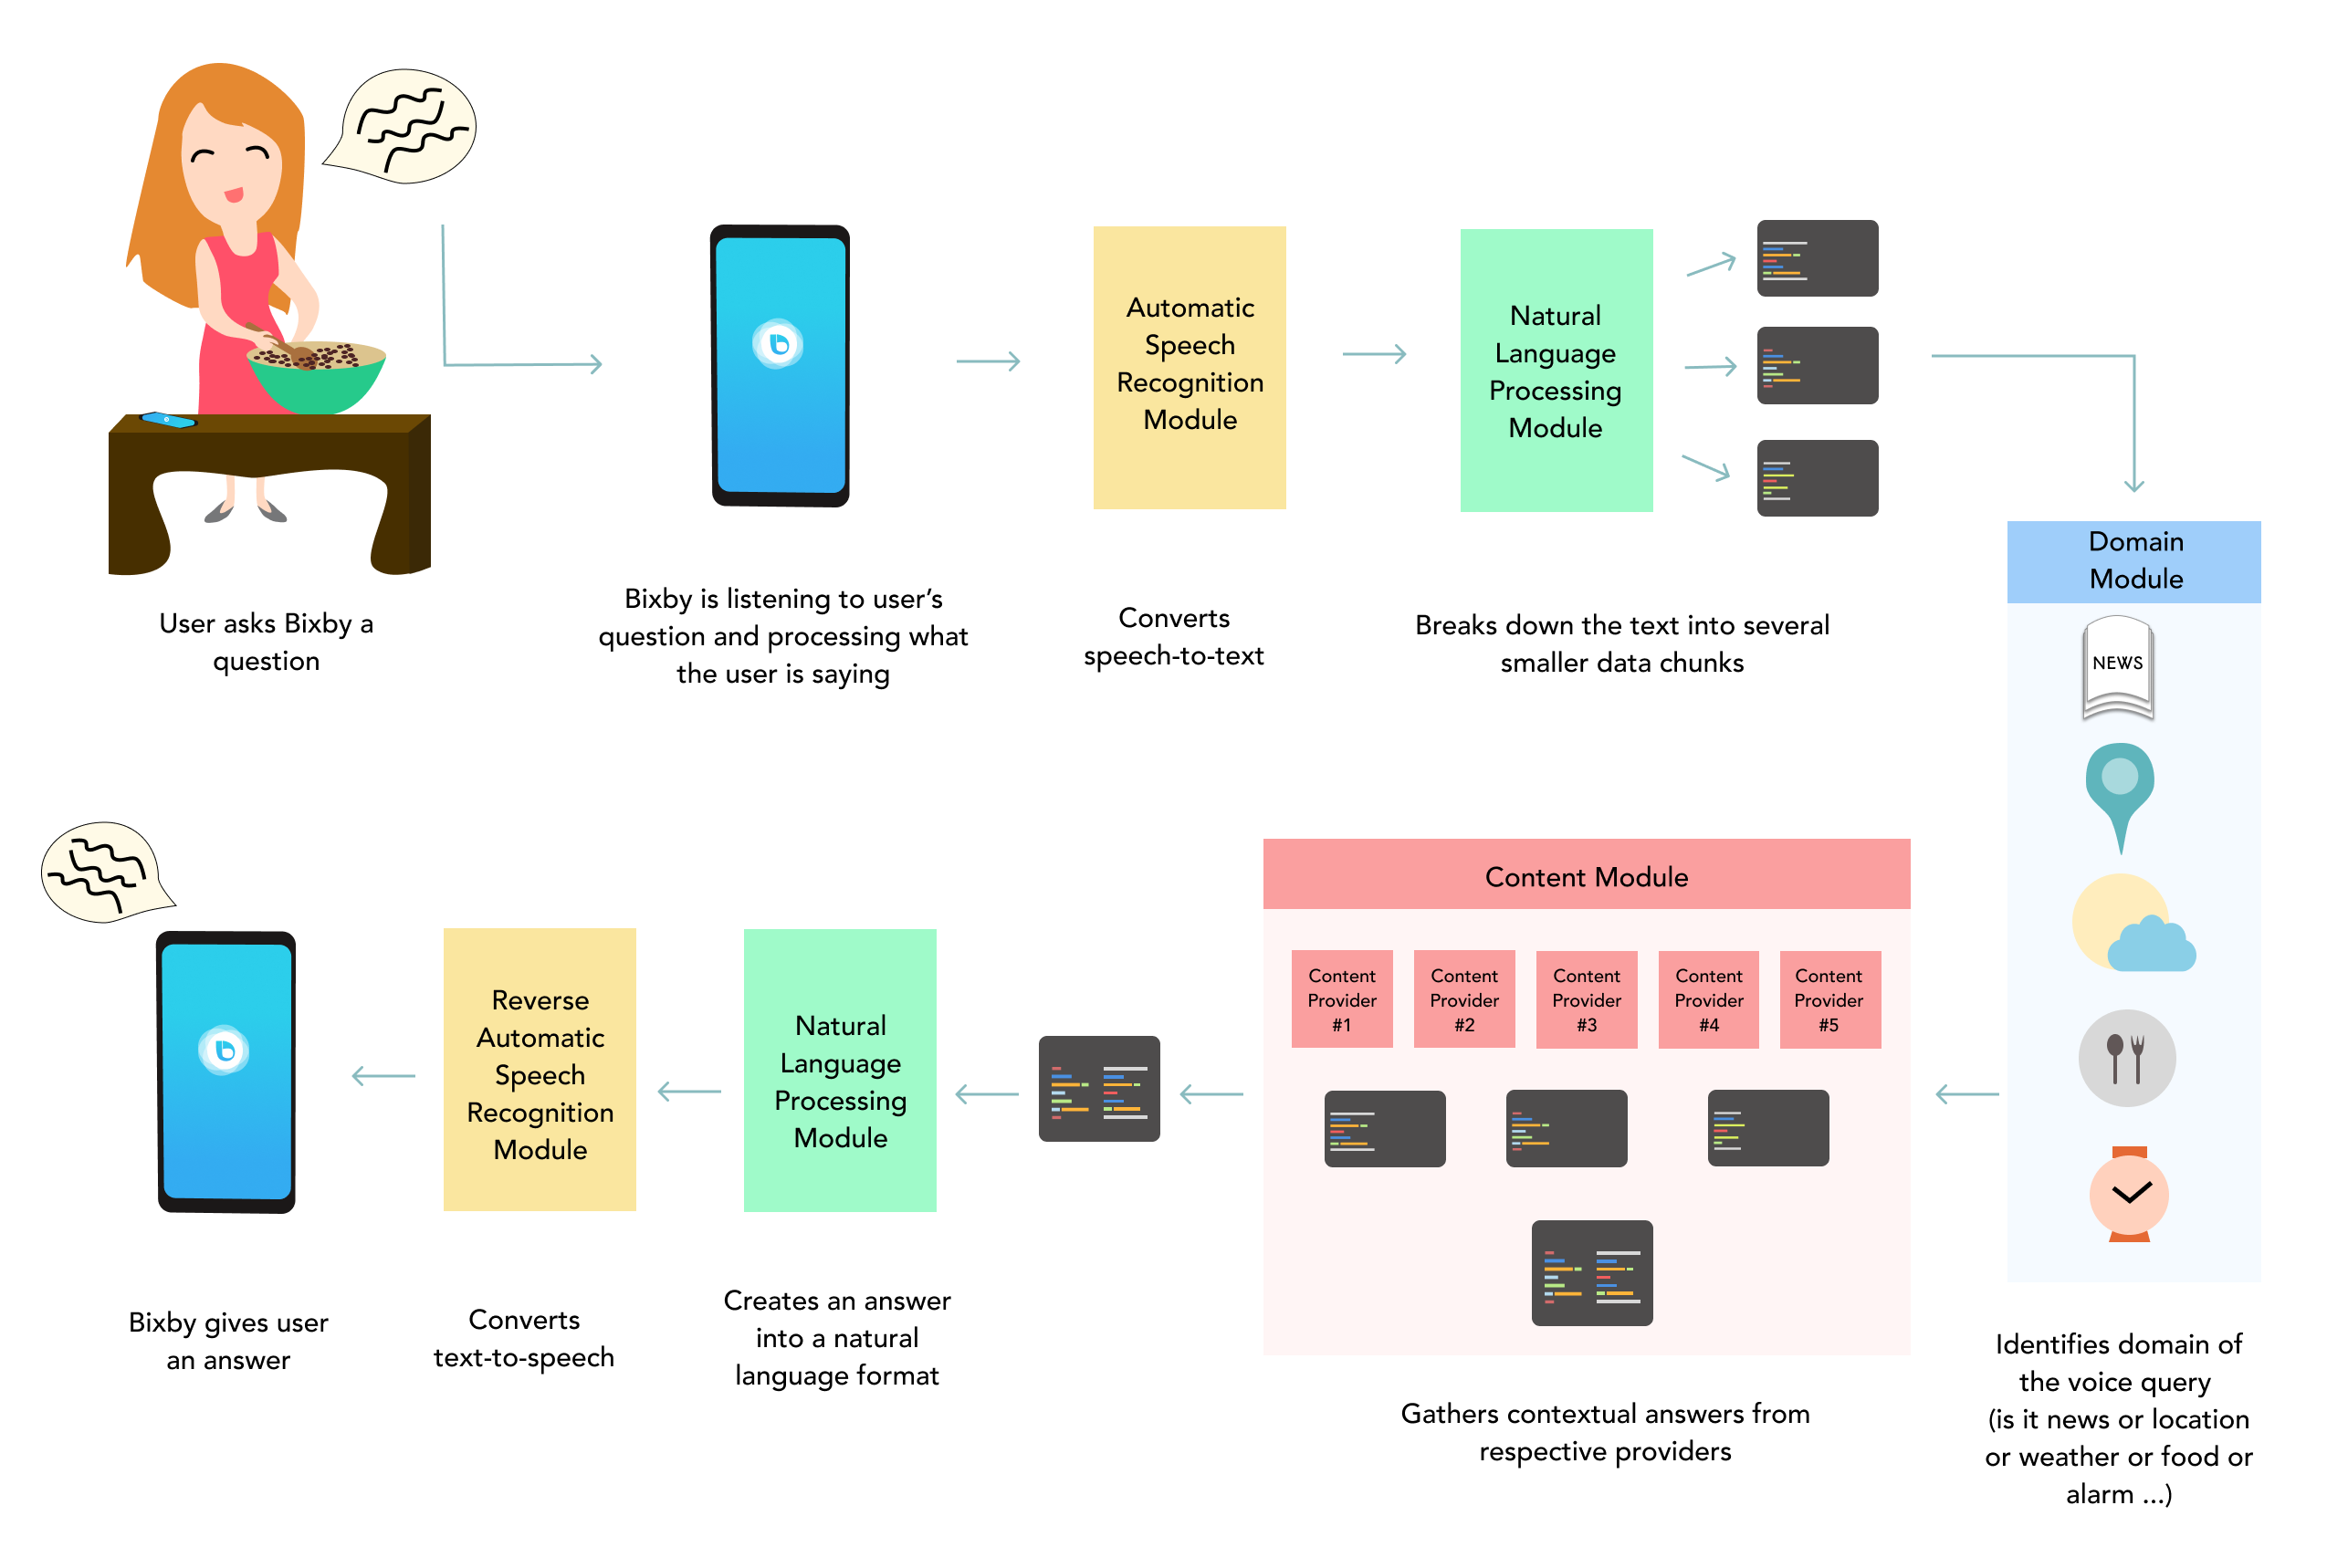 Automatic
Speech
Recognition
Module
Natural
Language
Processing
Module
User asks Bixby a
question
Bixby is listening to user’s
question and processing what
the user is saying
Converts
speech-to-text
Breaks down the text into several
smaller data chunks
Domain
Module
NEWS
Identifies domain of
the voice query
(is it news or location
or weather or food or
alarm ...)
Content Module
Content
Provider
#1
Content
Provider
#2
Content
Provider
#3
Content
Provider
#4
Content
Provider
#5
Gathers contextual answers from
respective providers
Natural
Language
Processing
Module
Creates an answer
into a natural
language format
Reverse
Automatic
Speech
Recognition
Module
Converts
text-to-speech
Bixby gives user
an answer